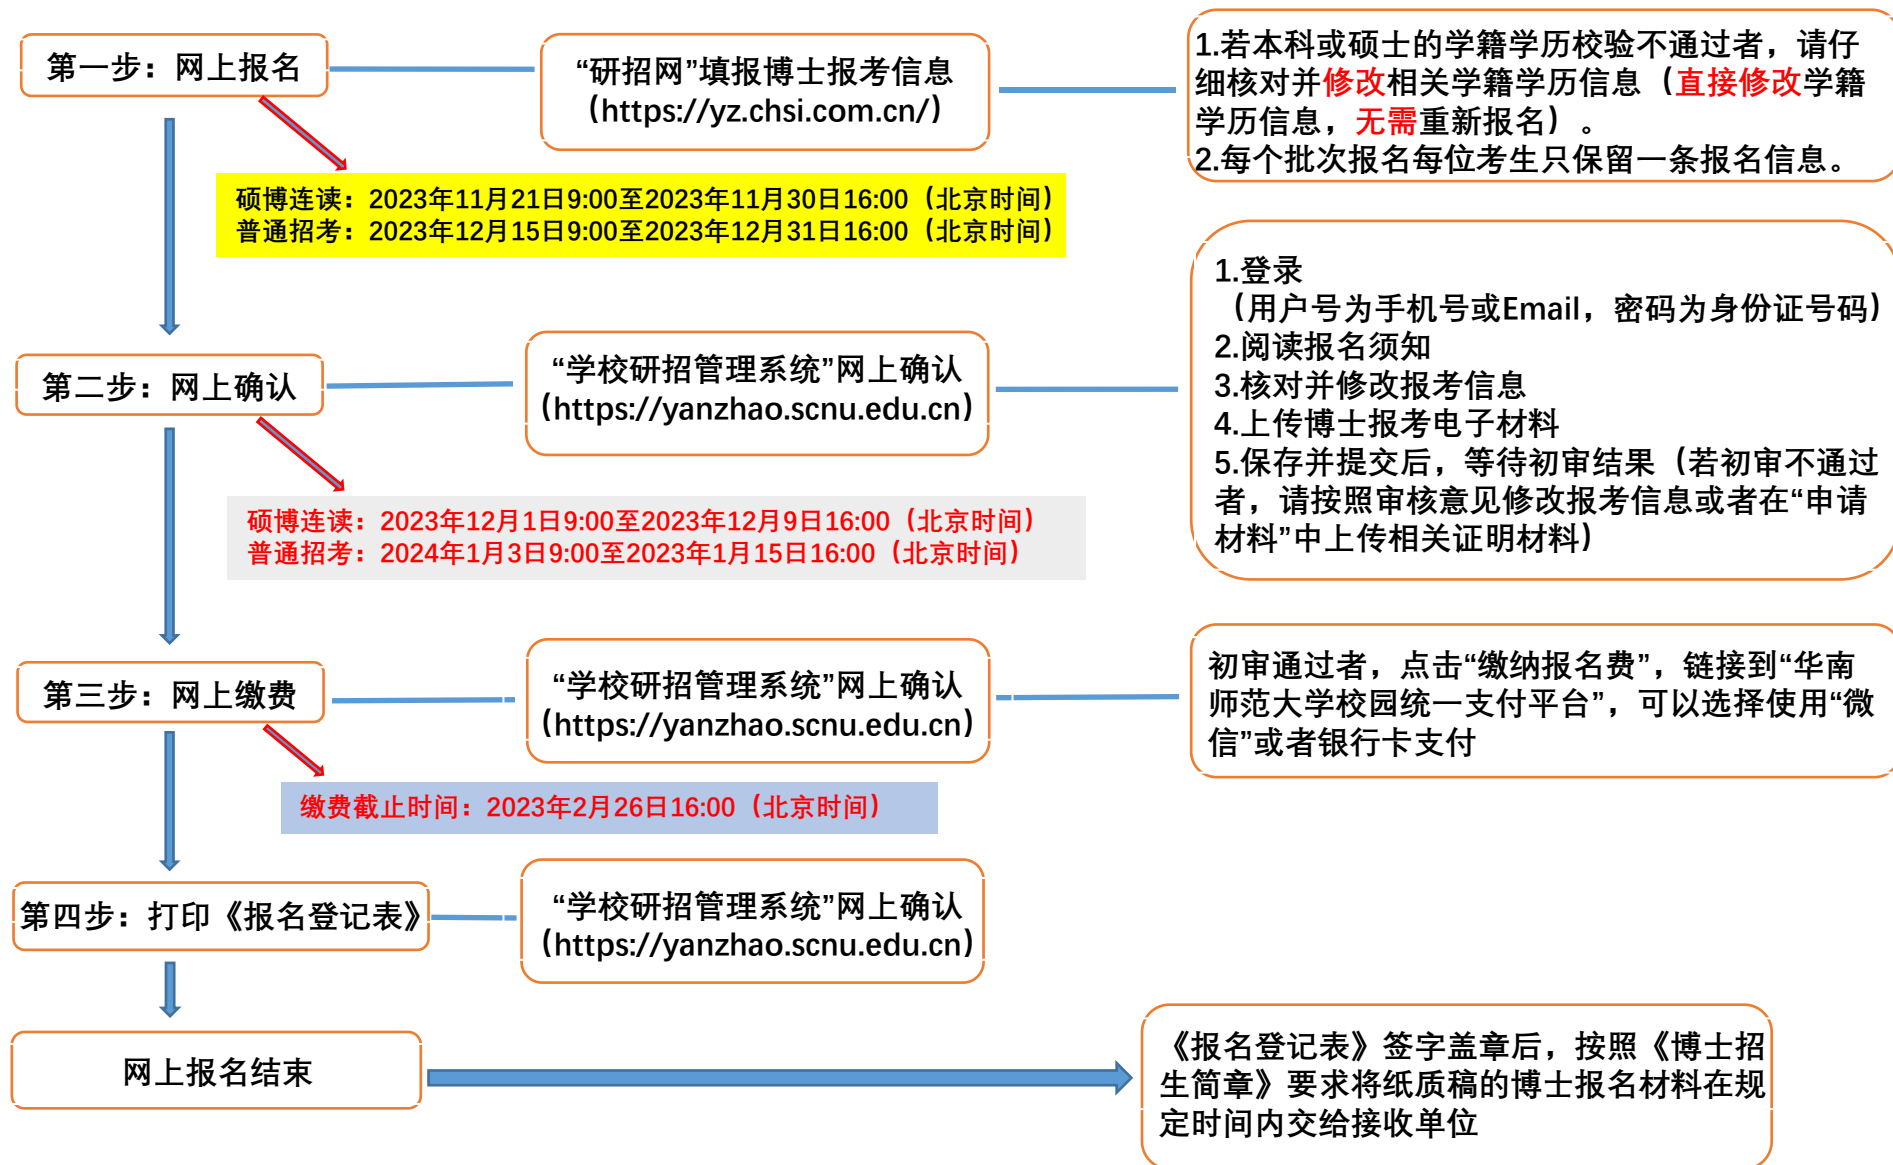 第一步：网上报名
“研招网”填报博士报考信息
（https://yz.chsi.com.cn/）
1.若本科或硕士的学籍学历校验不通过者，请仔
细核对并修改相关学籍学历信息（直接修改学籍
学历信息，无需重新报名）。
2.每个批次报名每位考生只保留一条报名信息。
硕博连读：2023年11月21日9:00至2023年11月30日16:00（北京时间）
普通招考：2023年12月15日9:00至2023年12月31日16:00（北京时间）
第二步：网上确认
“学校研招管理系统”网上确认
（https://yanzhao.scnu.edu.cn）
1.登录
（用户号为手机号或Email，密码为身份证号码）
2.阅读报名须知
3.核对并修改报考信息
4.上传博士报考电子材料
5.保存并提交后，等待初审结果（若初审不通过
者，请按照审核意见修改报考信息或者在“申请
材料”中上传相关证明材料）
硕博连读：2023年12月1日9:00至2023年12月9日16:00（北京时间）
普通招考：2024年1月3日9:00至2023年1月15日16:00（北京时间）
第三步：网上缴费
“学校研招管理系统”网上确认
（https://yanzhao.scnu.edu.cn）
初审通过者，点击“缴纳报名费”，链接到“华南
师范大学校园统一支付平台”，可以选择使用“微
信”或者银行卡支付
缴费截止时间：2023年2月26日16:00（北京时间）
第四步：打印《报名登记表》
“学校研招管理系统”网上确认
（https://yanzhao.scnu.edu.cn）
网上报名结束
《报名登记表》签字盖章后，按照《博士招
生简章》要求将纸质稿的博士报名材料在规
定时间内交给接收单位